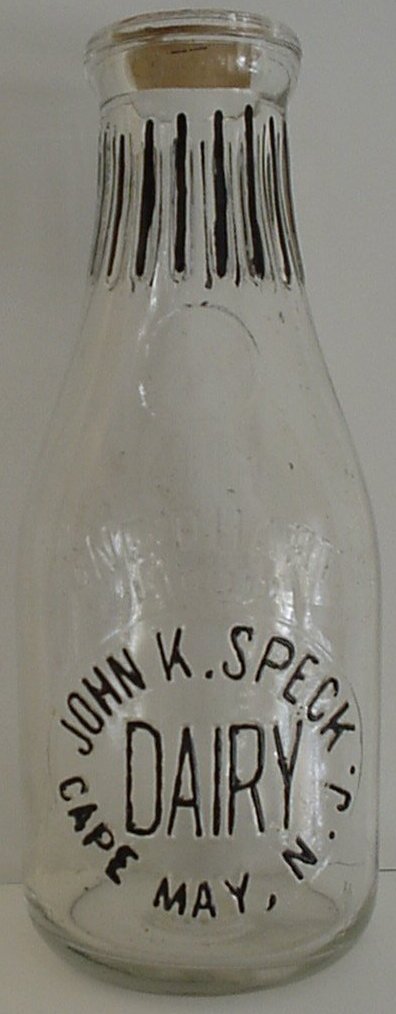 JOHN K. SPECK
DAIRY
CAPE MAY, N.J.